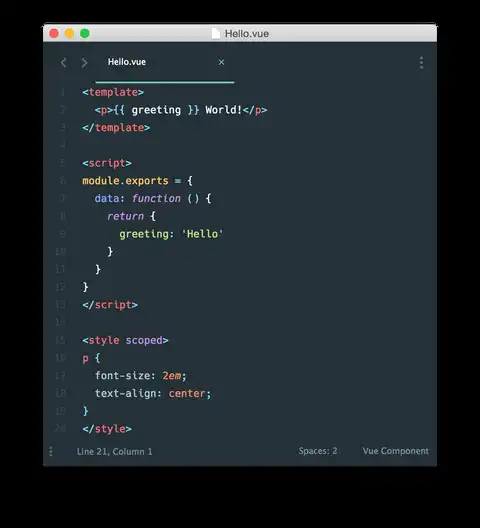 Hello.vue
Hello.vue ×
1 <template>
2   <p>{{ greeting }} World!</p>
3 </template>
4
5 <script>
6 module.exports = {
7   data: function () {
8     return {
9       greeting: 'Hello'
10     }
11   }
12 }
13 </script>
14
15 <style scoped>
16 p {
17   font-size: 2em;
18   text-align: center;
19 }
20 </style>
Line 21, Column 1 Spaces: 2 Vue Component